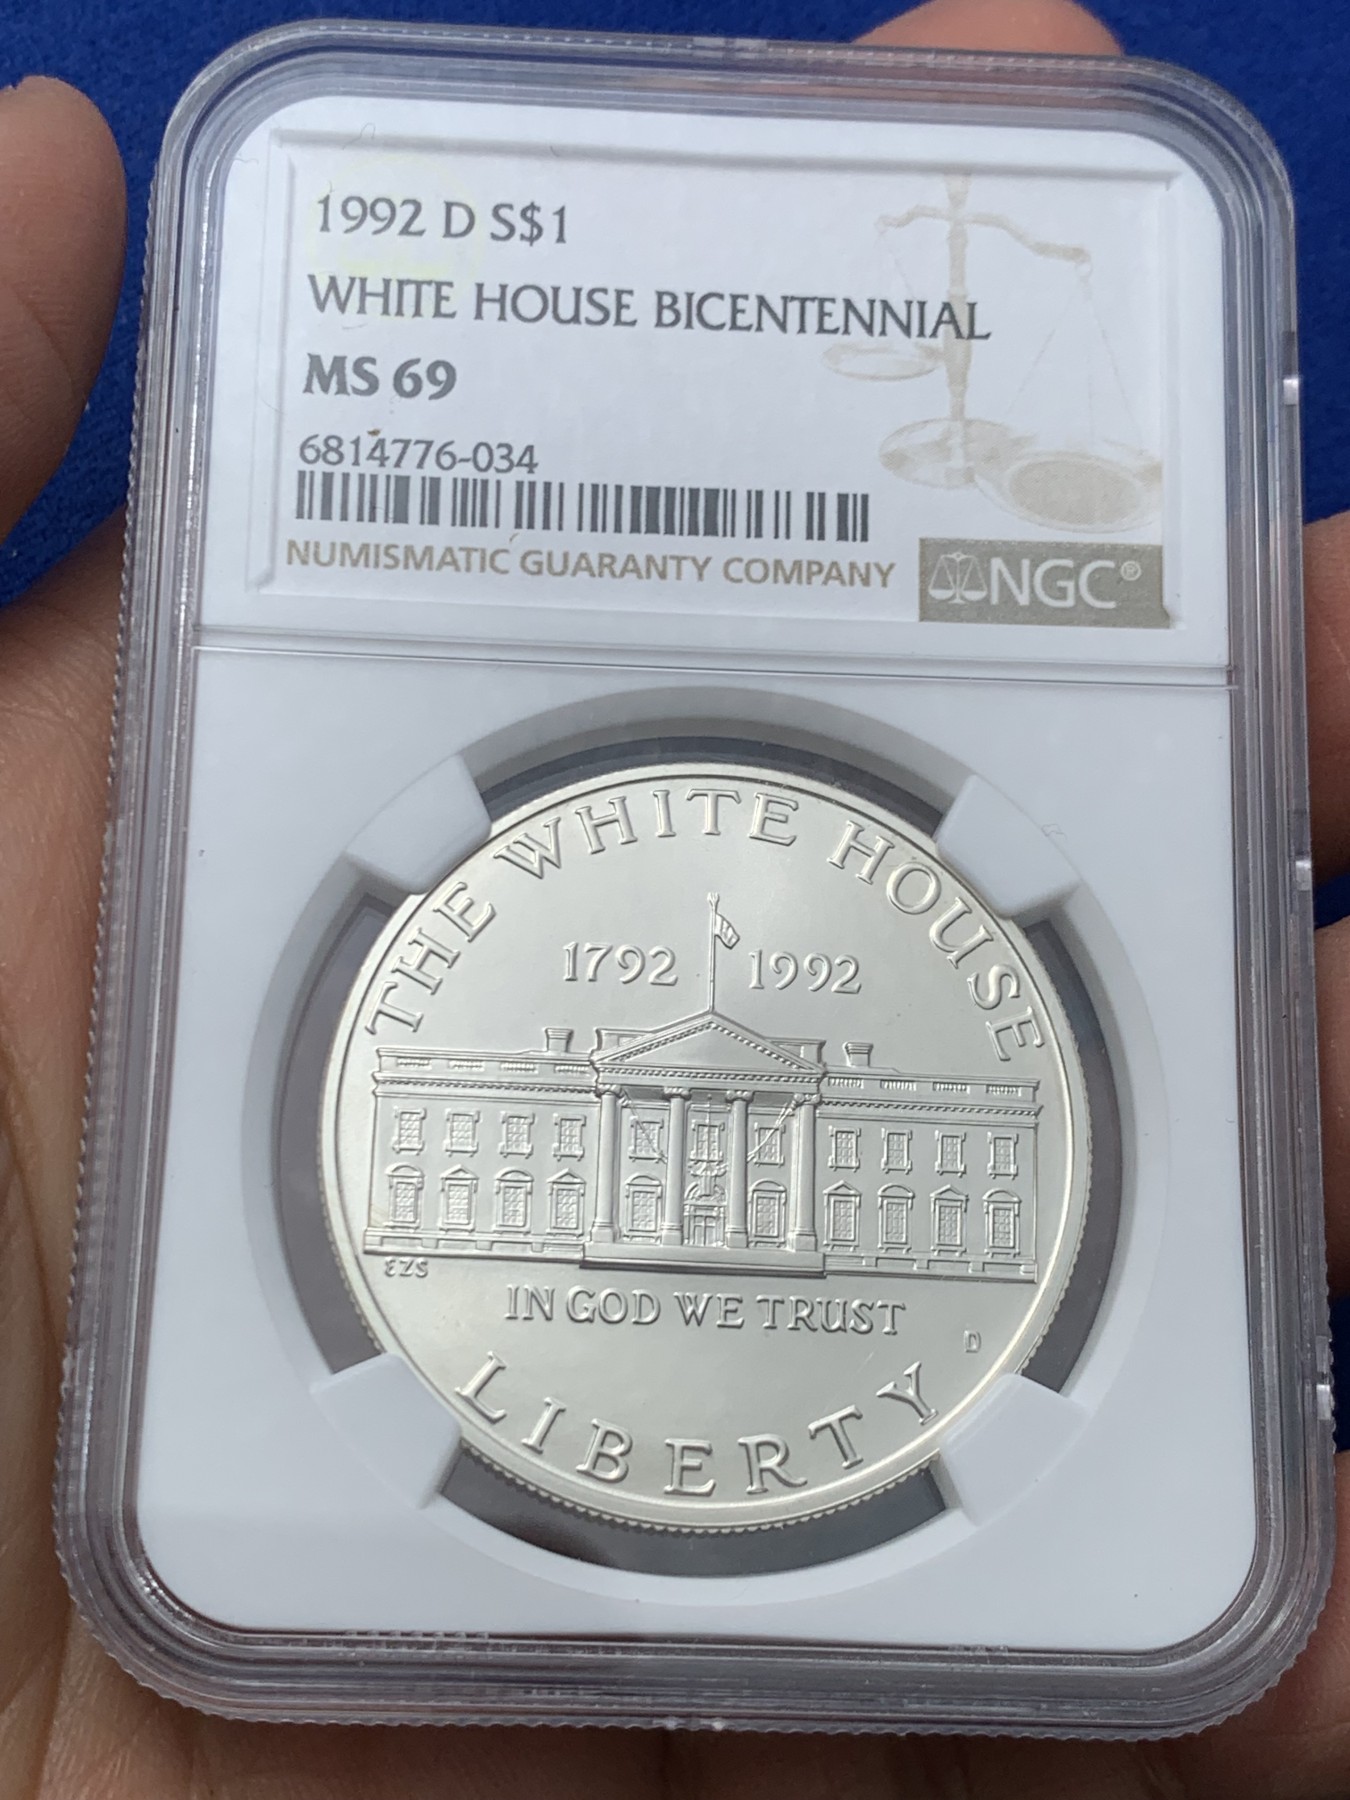 1992 D S$1
WHITE HOUSE BICENTENNIAL
MS 69
6814776-034
NUMISMATIC GUARANTY COMPANY
NGC®
THE WHITE HOUSE
1792 1992
EZS
IN GOD WE TRUST
D
LIBERTY